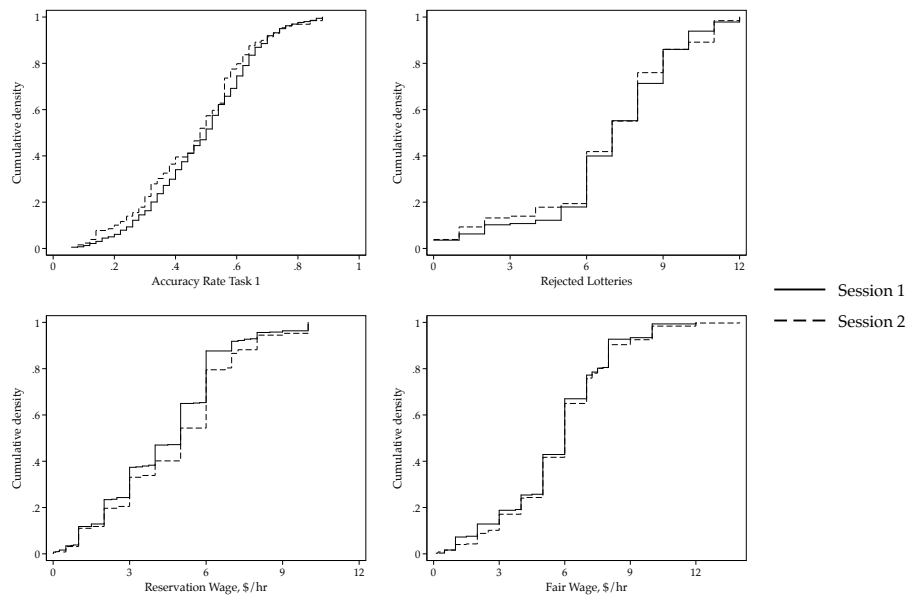 1
.8
.6
.4
.2
0
Cumulative density
0 .2 .4 .6 .8 1
Accuracy Rate Task 1
1
.8
.6
.4
.2
0
Cumulative density
0 3 6 9 12
Rejected Lotteries
Session 1
Session 2
1
.8
.6
.4
.2
0
Cumulative density
0 3 6 9 12
Reservation Wage, $/hr
1
.8
.6
.4
.2
0
Cumulative density
0 3 6 9 12
Fair Wage, $/hr